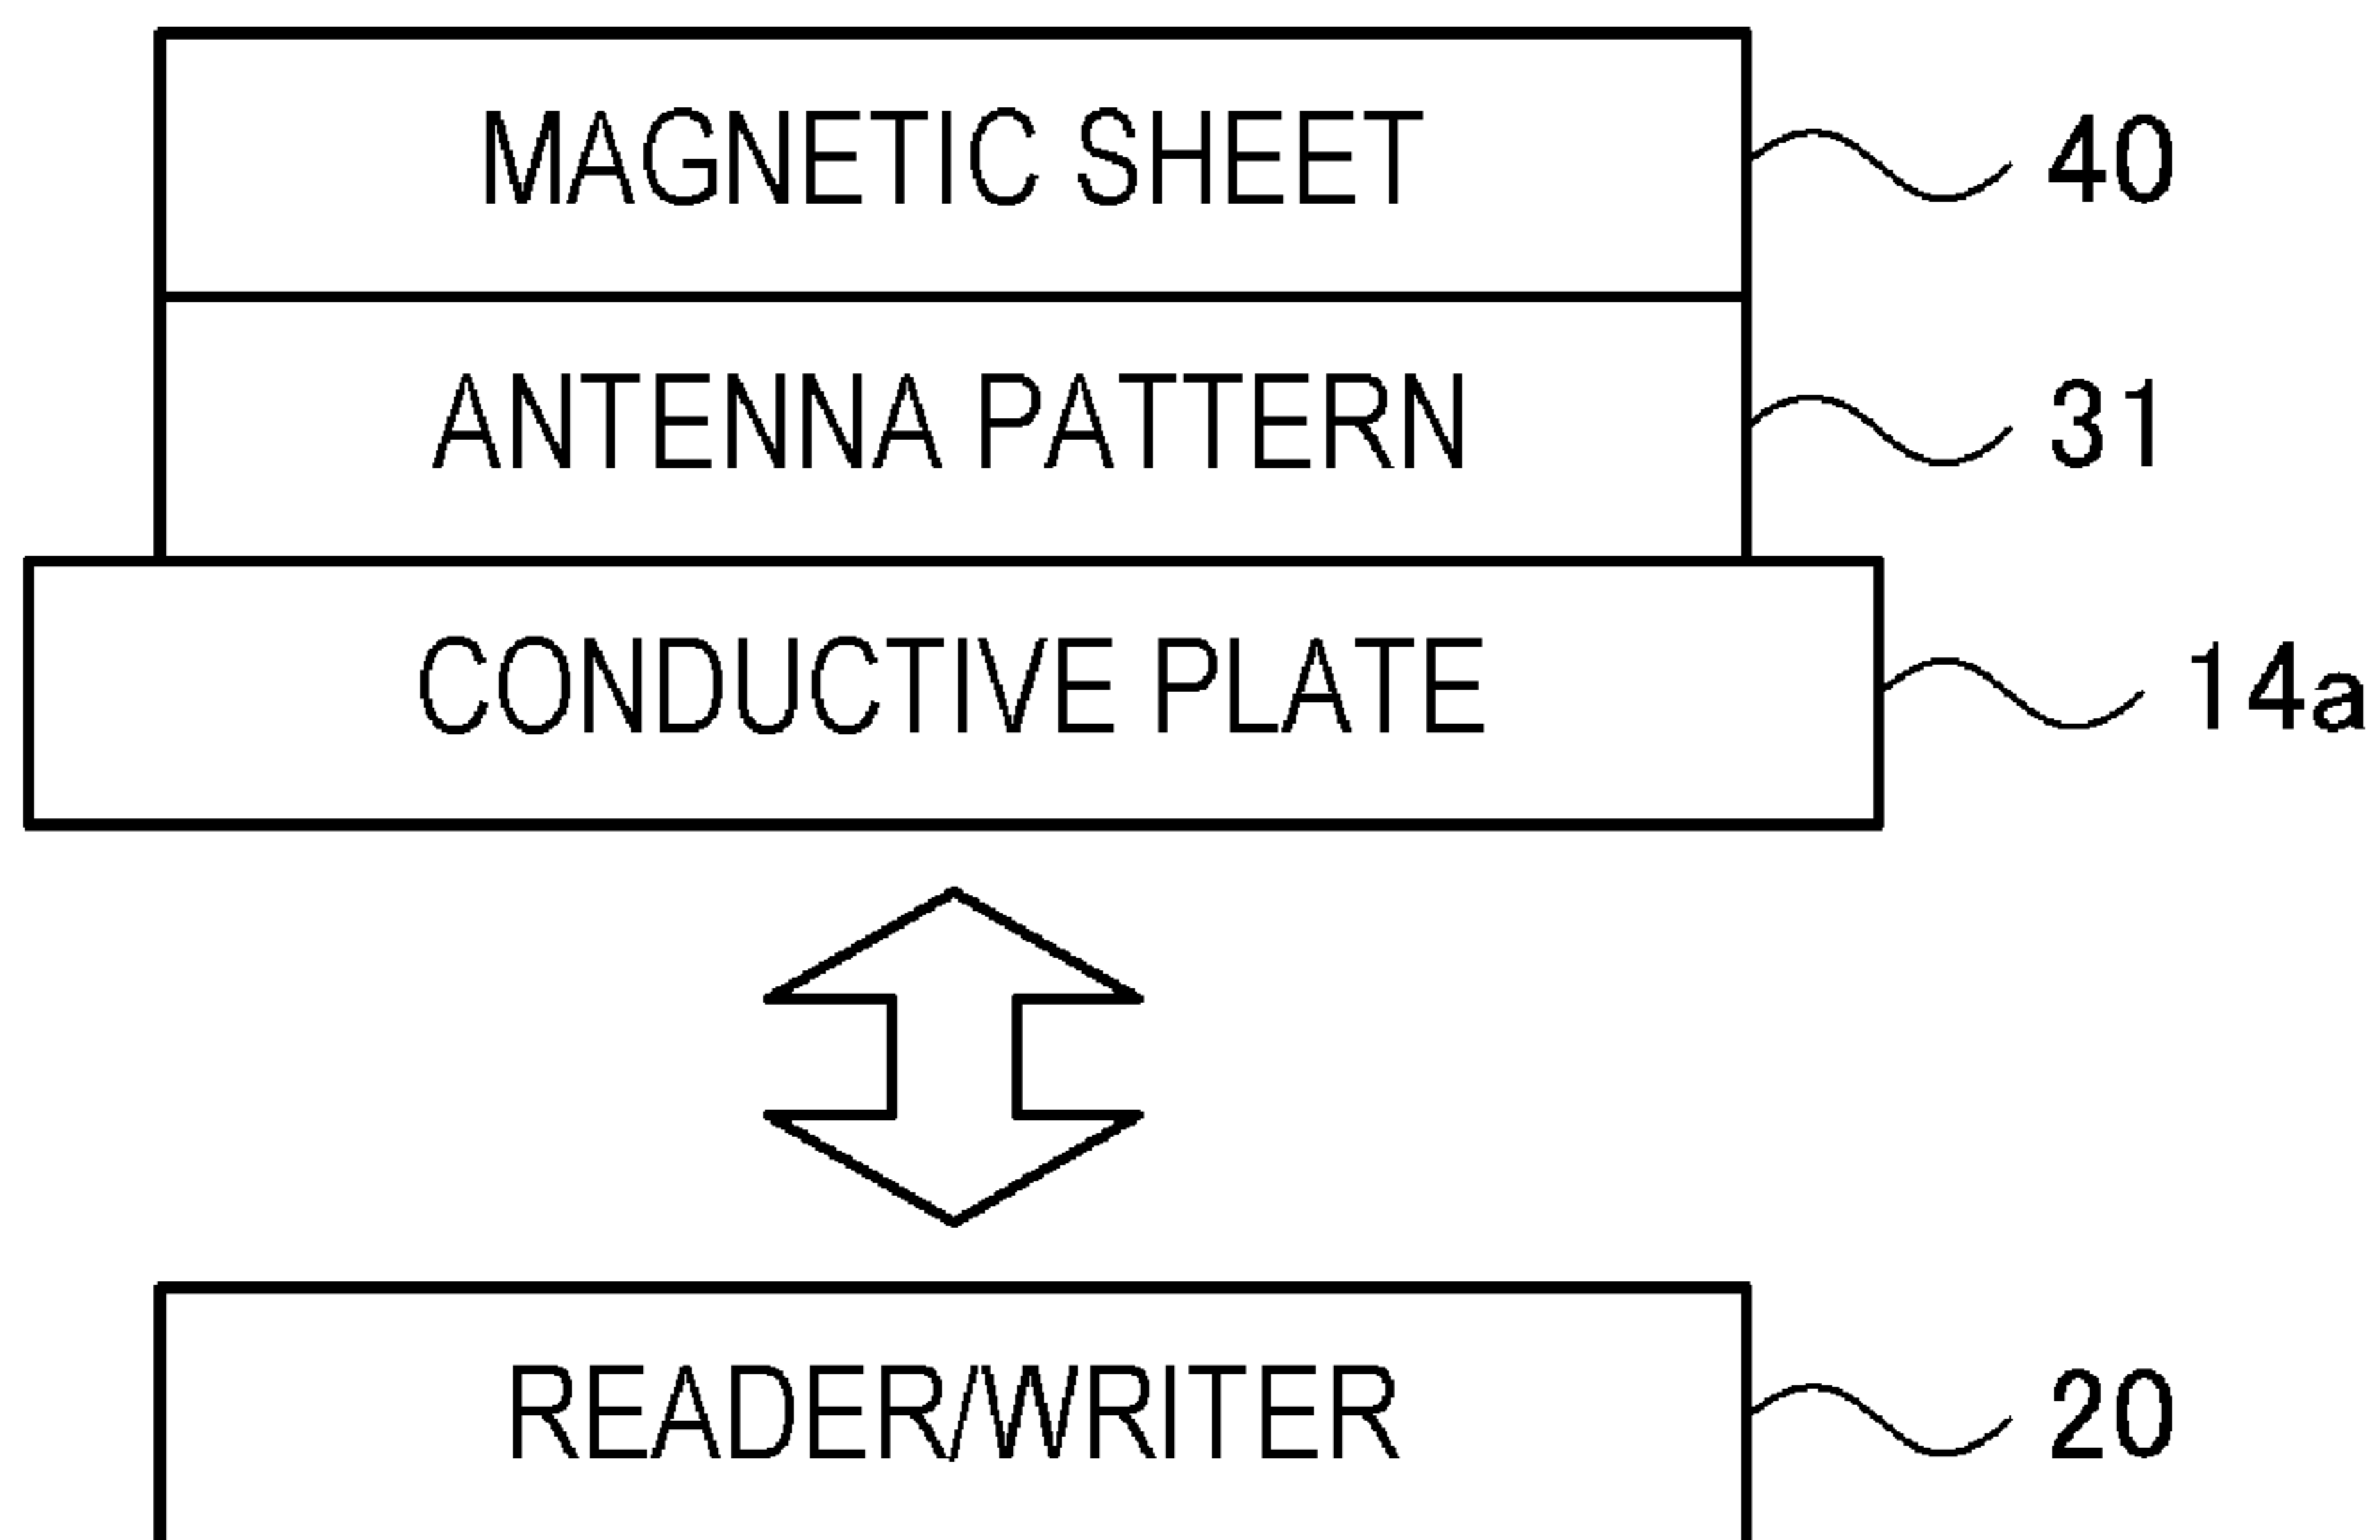 MAGNETIC SHEET 40
ANTENNA PATTERN 31
CONDUCTIVE PLATE 14a
READER/WRITER 20